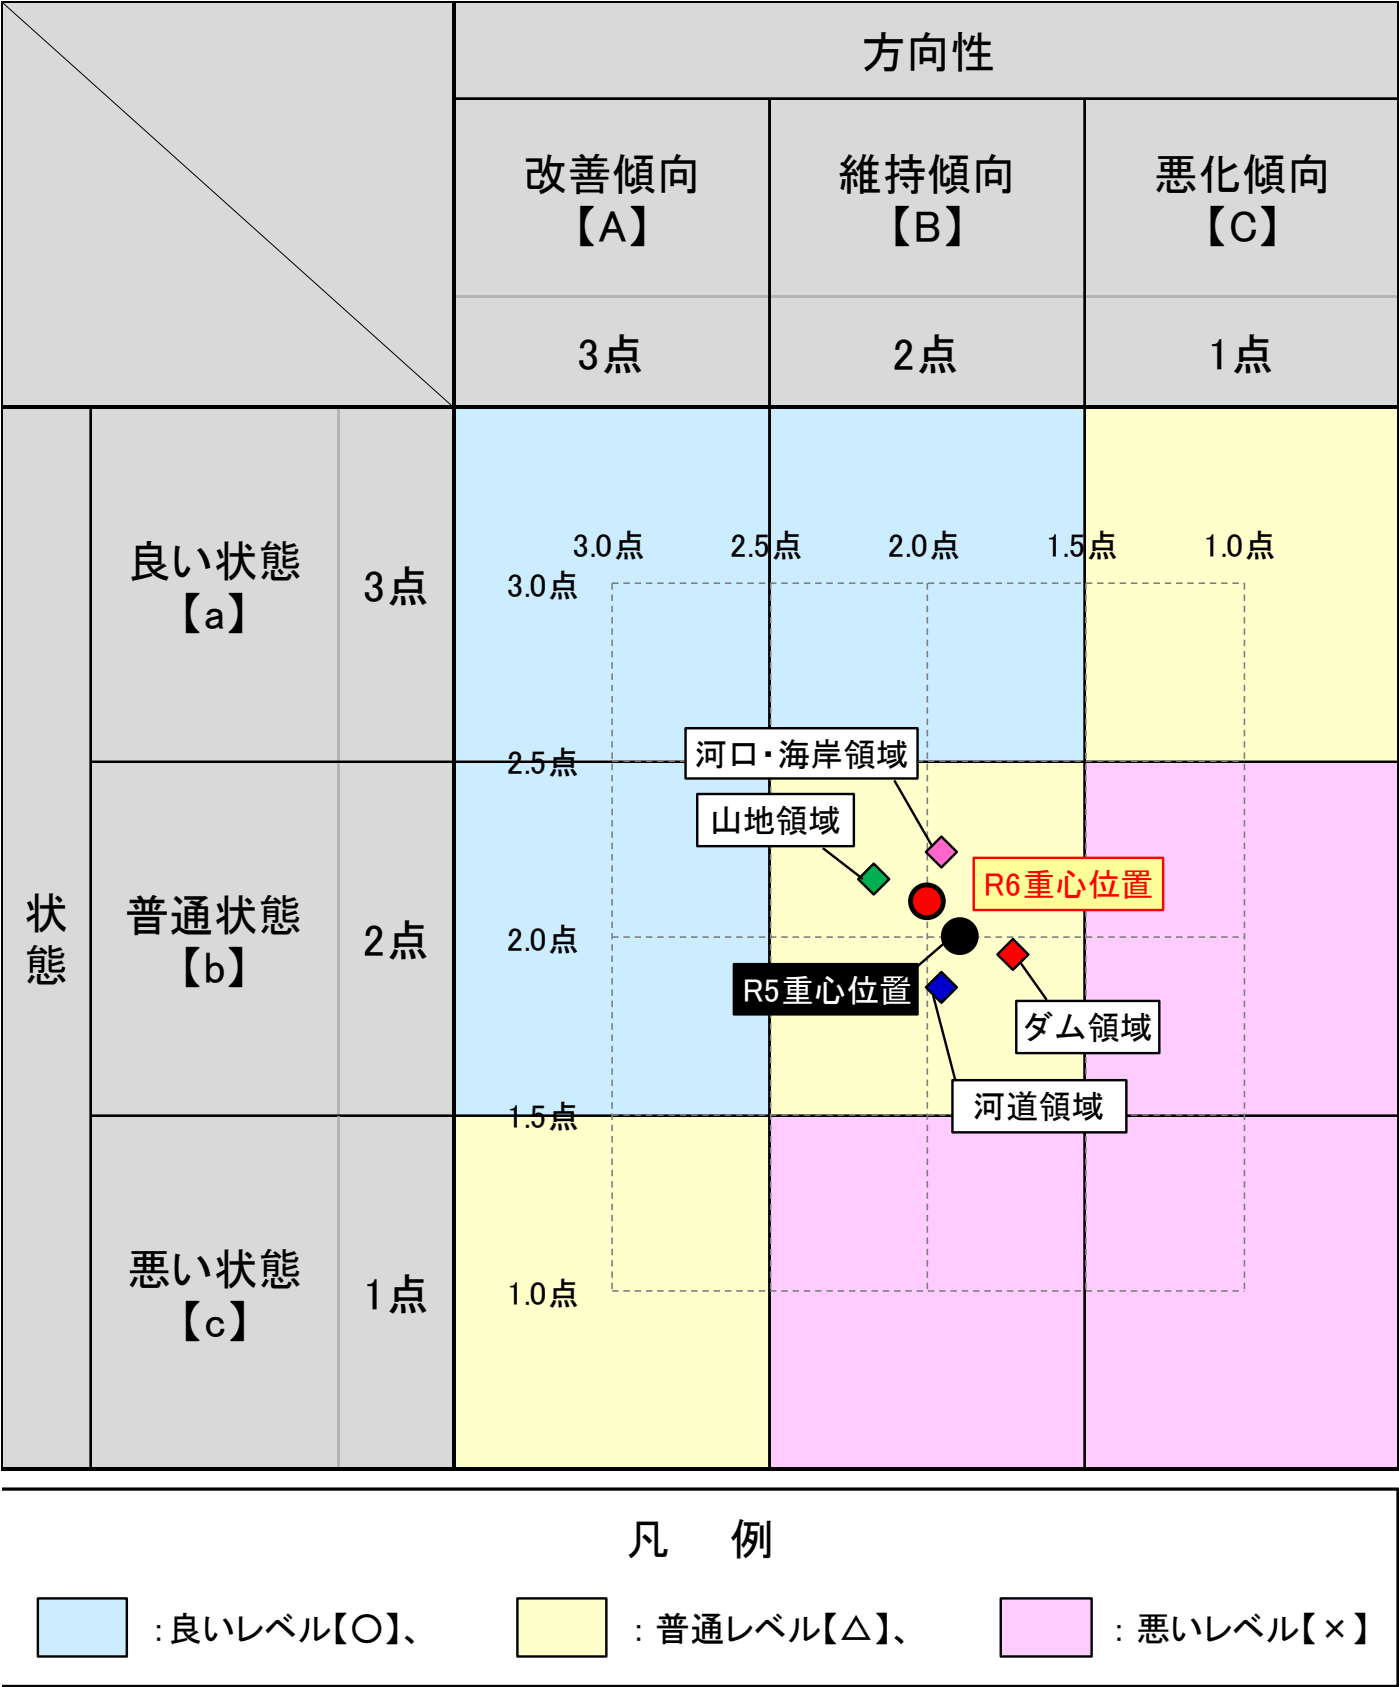 方向性
改善傾向
【A】
維持傾向
【B】
悪化傾向
【C】
3点
2点
1点
状態
良い状態
【a】
3点
普通状態
【b】
2点
悪い状態
【c】
1点
3.0点
2.5点
2.0点
1.5点
1.0点
3.0点
2.5点
2.0点
1.5点
1.0点
河口・海岸領域
山地領域
R6重心位置
R5重心位置
ダム領域
河道領域
凡　例
：良いレベル【○】、
：普通レベル【△】、
：悪いレベル【×】